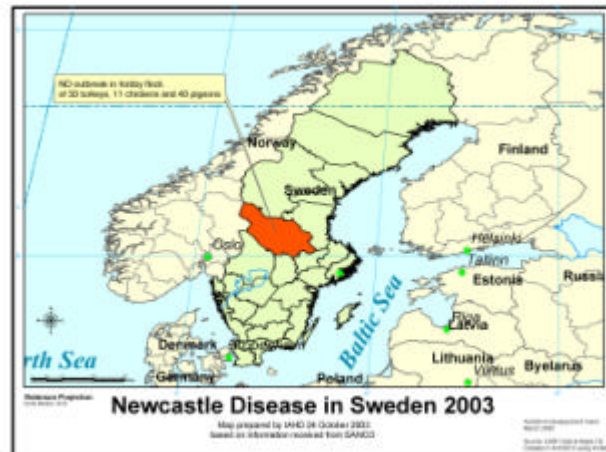 ND outbreak in hobby flock
of 33 turkeys, 11 chickens and 40 pigeons
Norway
Finland
Sweden
Oslo
Helsinki
Tallinn
Estonia
Russia
Baltic Sea
Riga
Latvia
Denmark
Lithuania
rth Sea
Vilnius
Byelarus
Germany
Poland
Newcastle Disease in Sweden 2003
Map prepared by IAHD 24 October 2003
based on information received from SANCO